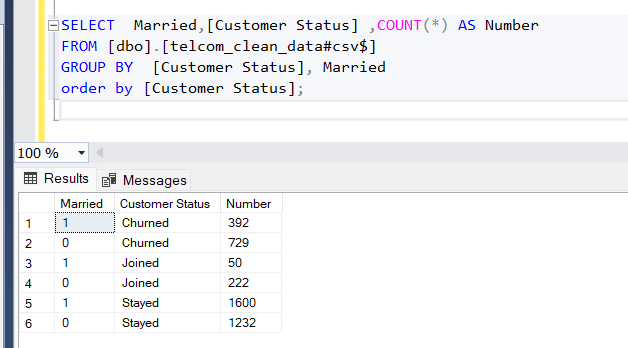 SELECT  Married,[Customer Status] ,COUNT(*) AS Number
FROM [dbo].[telcom_clean_data#csv$]
GROUP BY  [Customer Status], Married
order by [Customer Status];
100 %
Results Messages
Married Customer Status Number
1 1 Churned 392
2 0 Churned 729
3 1 Joined 50
4 0 Joined 222
5 1 Stayed 1600
6 0 Stayed 1232